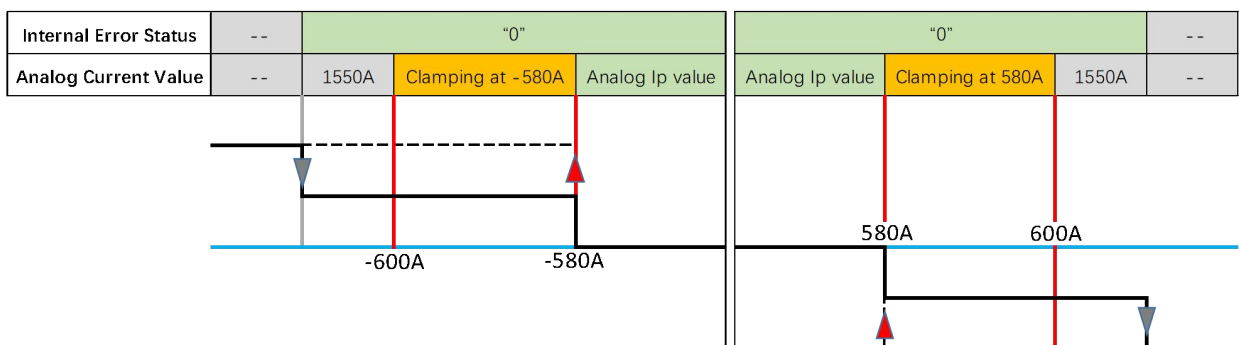 Internal Error Status -- “0” “0” --
Analog Current Value -- 1550A Clamping at -580A Analog Ip value Analog Ip value Clamping at 580A 1550A --
580A 600A
-600A -580A